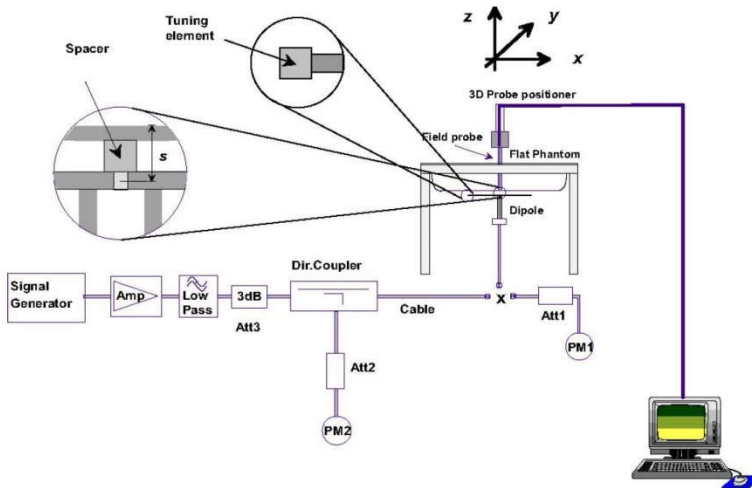 Tuning
element
Spacer
s
z
y
x
3D Probe positioner
Field probe
Flat Phantom
Dipole
Signal
Generator
Amp
Low
Pass
3dB
Att3
Dir.Coupler
Cable
x
Att1
PM1
Att2
PM2